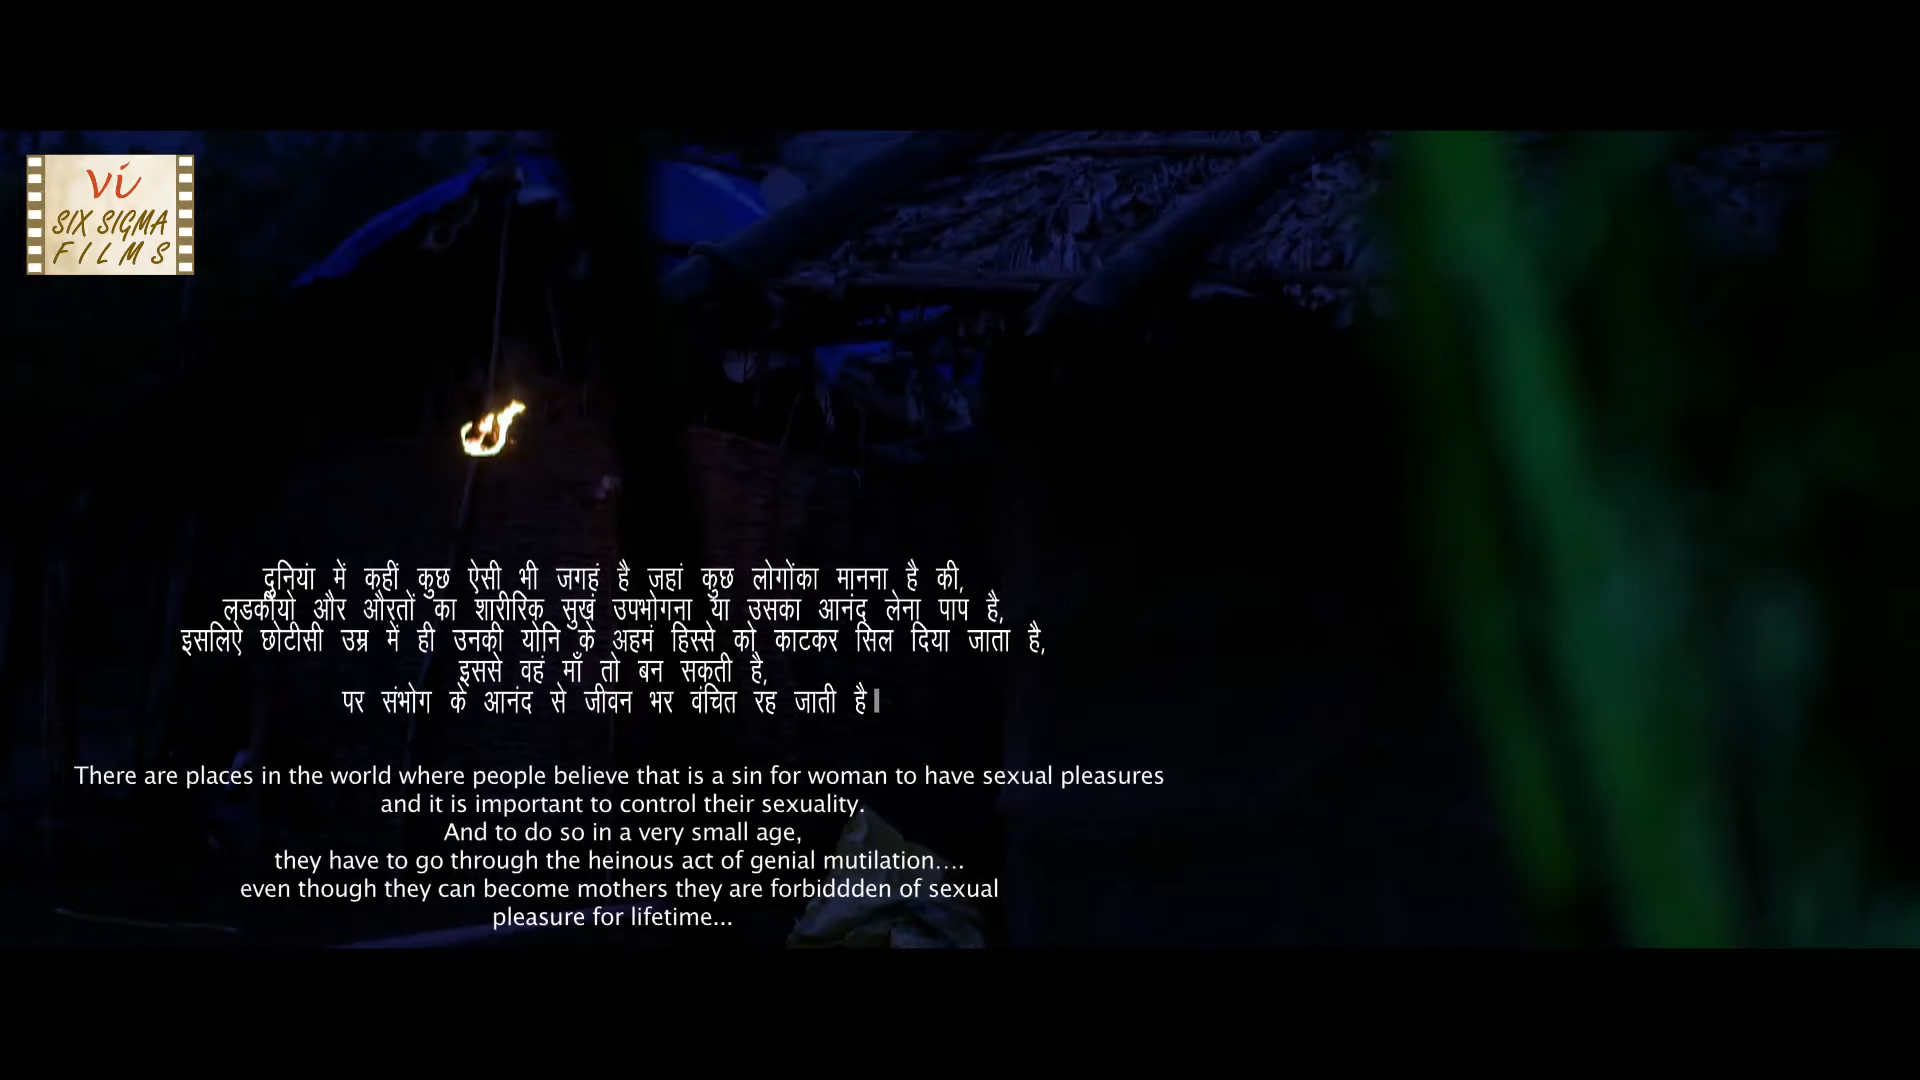 vi
SIX SIGMA
FILMS
दुनियां में कहीं कुछ ऐसी भी जगहं है जहां कुछ लोगोंका मानना है की,
लडकीयो और औरतों का शारीरिक सुखं उपभोगना या उसका आनंद लेना पाप है,
इसलिऐ छोटीसी उम्र में ही उनकी योनि के अहमं हिस्से को काटकर सिल दिया जाता है,
इससे वहं माँ तो बन सकती है,
पर संभोग के आनंद से जीवन भर वंचित रह जाती है|
There are places in the world where people believe that is a sin for woman to have sexual pleasures
and it is important to control their sexuality.
And to do so in a very small age,
they have to go through the heinous act of genial mutilation....
even though they can become mothers they are forbiddden of sexual
pleasure for lifetime...